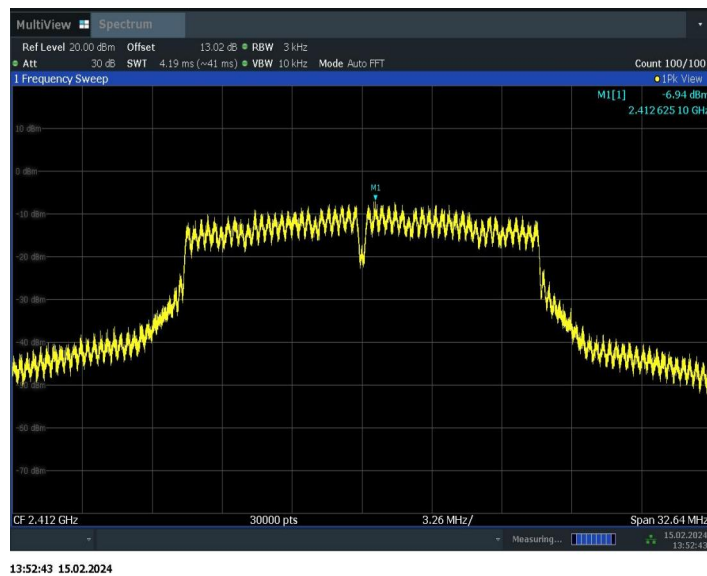 MultiView Spectrum
Ref Level 20.00 dBm Offset 13.02 dB RBW 3 kHz
Att 30 dB SWT 4.19 ms (~41 ms) VBW 10 kHz Mode Auto FFT Count 100/100
1 Frequency Sweep 1Pk View
M1[1] -6.94 dBm
2.412 625 10 GHz
10 dBm
0 dBm
M1
-10 dBm
-20 dBm
-30 dBm
-40 dBm
-50 dBm
-60 dBm
-70 dBm
CF 2.412 GHz 30000 pts 3.26 MHz/ Span 32.64 MHz
Measuring... 15.02.2024
13:52:43
13:52:43 15.02.2024